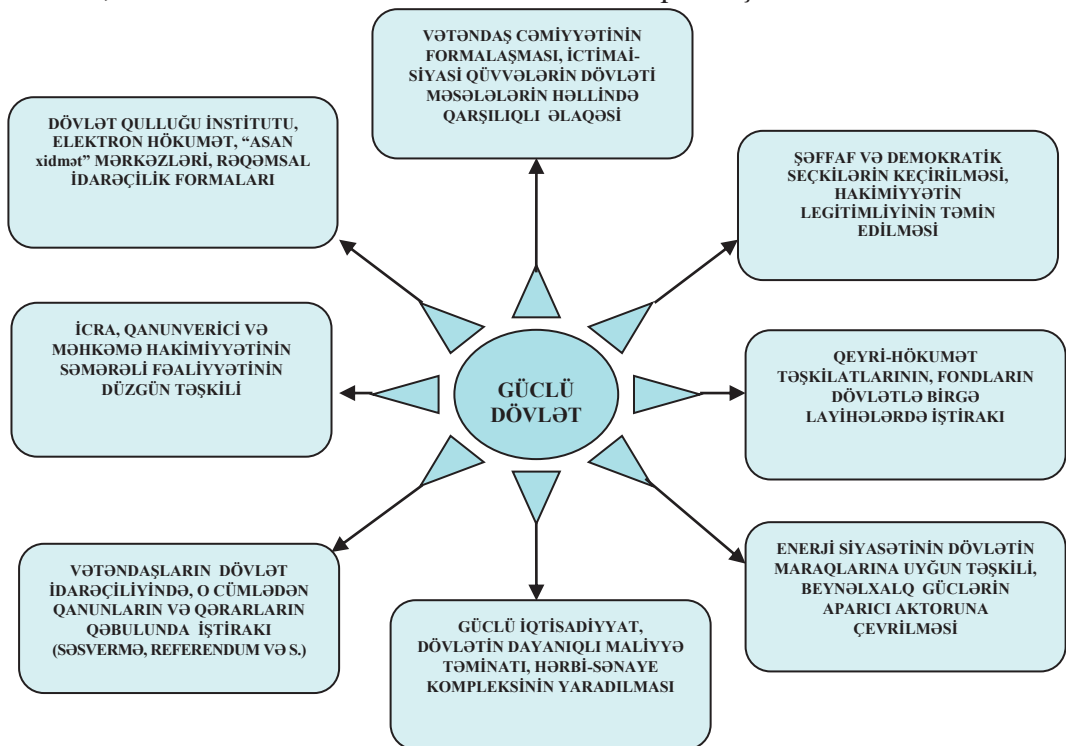 VƏTƏNDAŞ CƏMİYYƏTİNİN
FORMALAŞMASI, İCTİMAİ-
SİYASİ QÜVVƏLƏRİN DÖVLƏTİ
MƏSƏLƏLƏRİN HƏLLİNDƏ
QARŞILIQLI ƏLAQƏSİ
DÖVLƏT QULLUĞU İNSTİTUTU,
ELEKTRON HÖKUMƏT, “ASAN
xidmət” MƏRKƏZLƏRİ, RƏQƏMSAL
İDARƏÇİLİK FORMALARI
ŞƏFFAF VƏ DEMOKRATİK
SEÇKİLƏRİN KEÇİRİLMƏSİ,
HAKİMİYYƏTİN
LEGİTİMLİYİNİN TƏMİN
EDİLMƏSİ
İCRA, QANUNVERİCİ VƏ
MƏHKƏMƏ HAKİMİYYƏTİNİN
SƏMƏRƏLİ FƏALİYYƏTİNİN
DÜZGÜN TƏŞKİLİ
GÜCLÜ
DÖVLƏT
QEYRİ-HÖKUMƏT
TƏŞKİLATLARININ, FONDLARIN
DÖVLƏTLƏ BİRGƏ
LAYİHƏLƏRDƏ İŞTİRAKI
VƏTƏNDAŞLARIN DÖVLƏT
İDARƏÇİLİYİNDƏ, O CÜMLƏDƏN
QANUNLARIN VƏ QƏRARLARIN
QƏBULUNDA İŞTİRAKI
(SƏSVERMƏ, REFERENDUM VƏ S.)
GÜCLÜ İQTİSADİYYAT,
DÖVLƏTİN DAYANIQLI MALİYYƏ
TƏMİNATI, HƏRBİ-SƏNAYE
KOMPLEKSİNİN YARADILMASI
ENERJİ SİYASƏTİNİN DÖVLƏTİN
MARAQLARINA UYĞUN TƏŞKİLİ,
BEYNƏLXALQ GÜCLƏRİN
APARICI AKTORUNA
ÇEVRİLMƏSİ